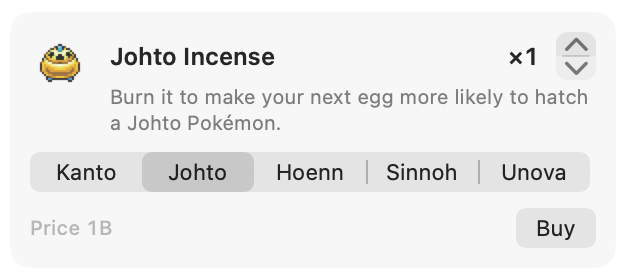 Johto Incense
×1
Burn it to make your next egg more likely to hatch
a Johto Pokémon.
Kanto
Johto
Hoenn
Sinnoh
Unova
Price 1B
Buy